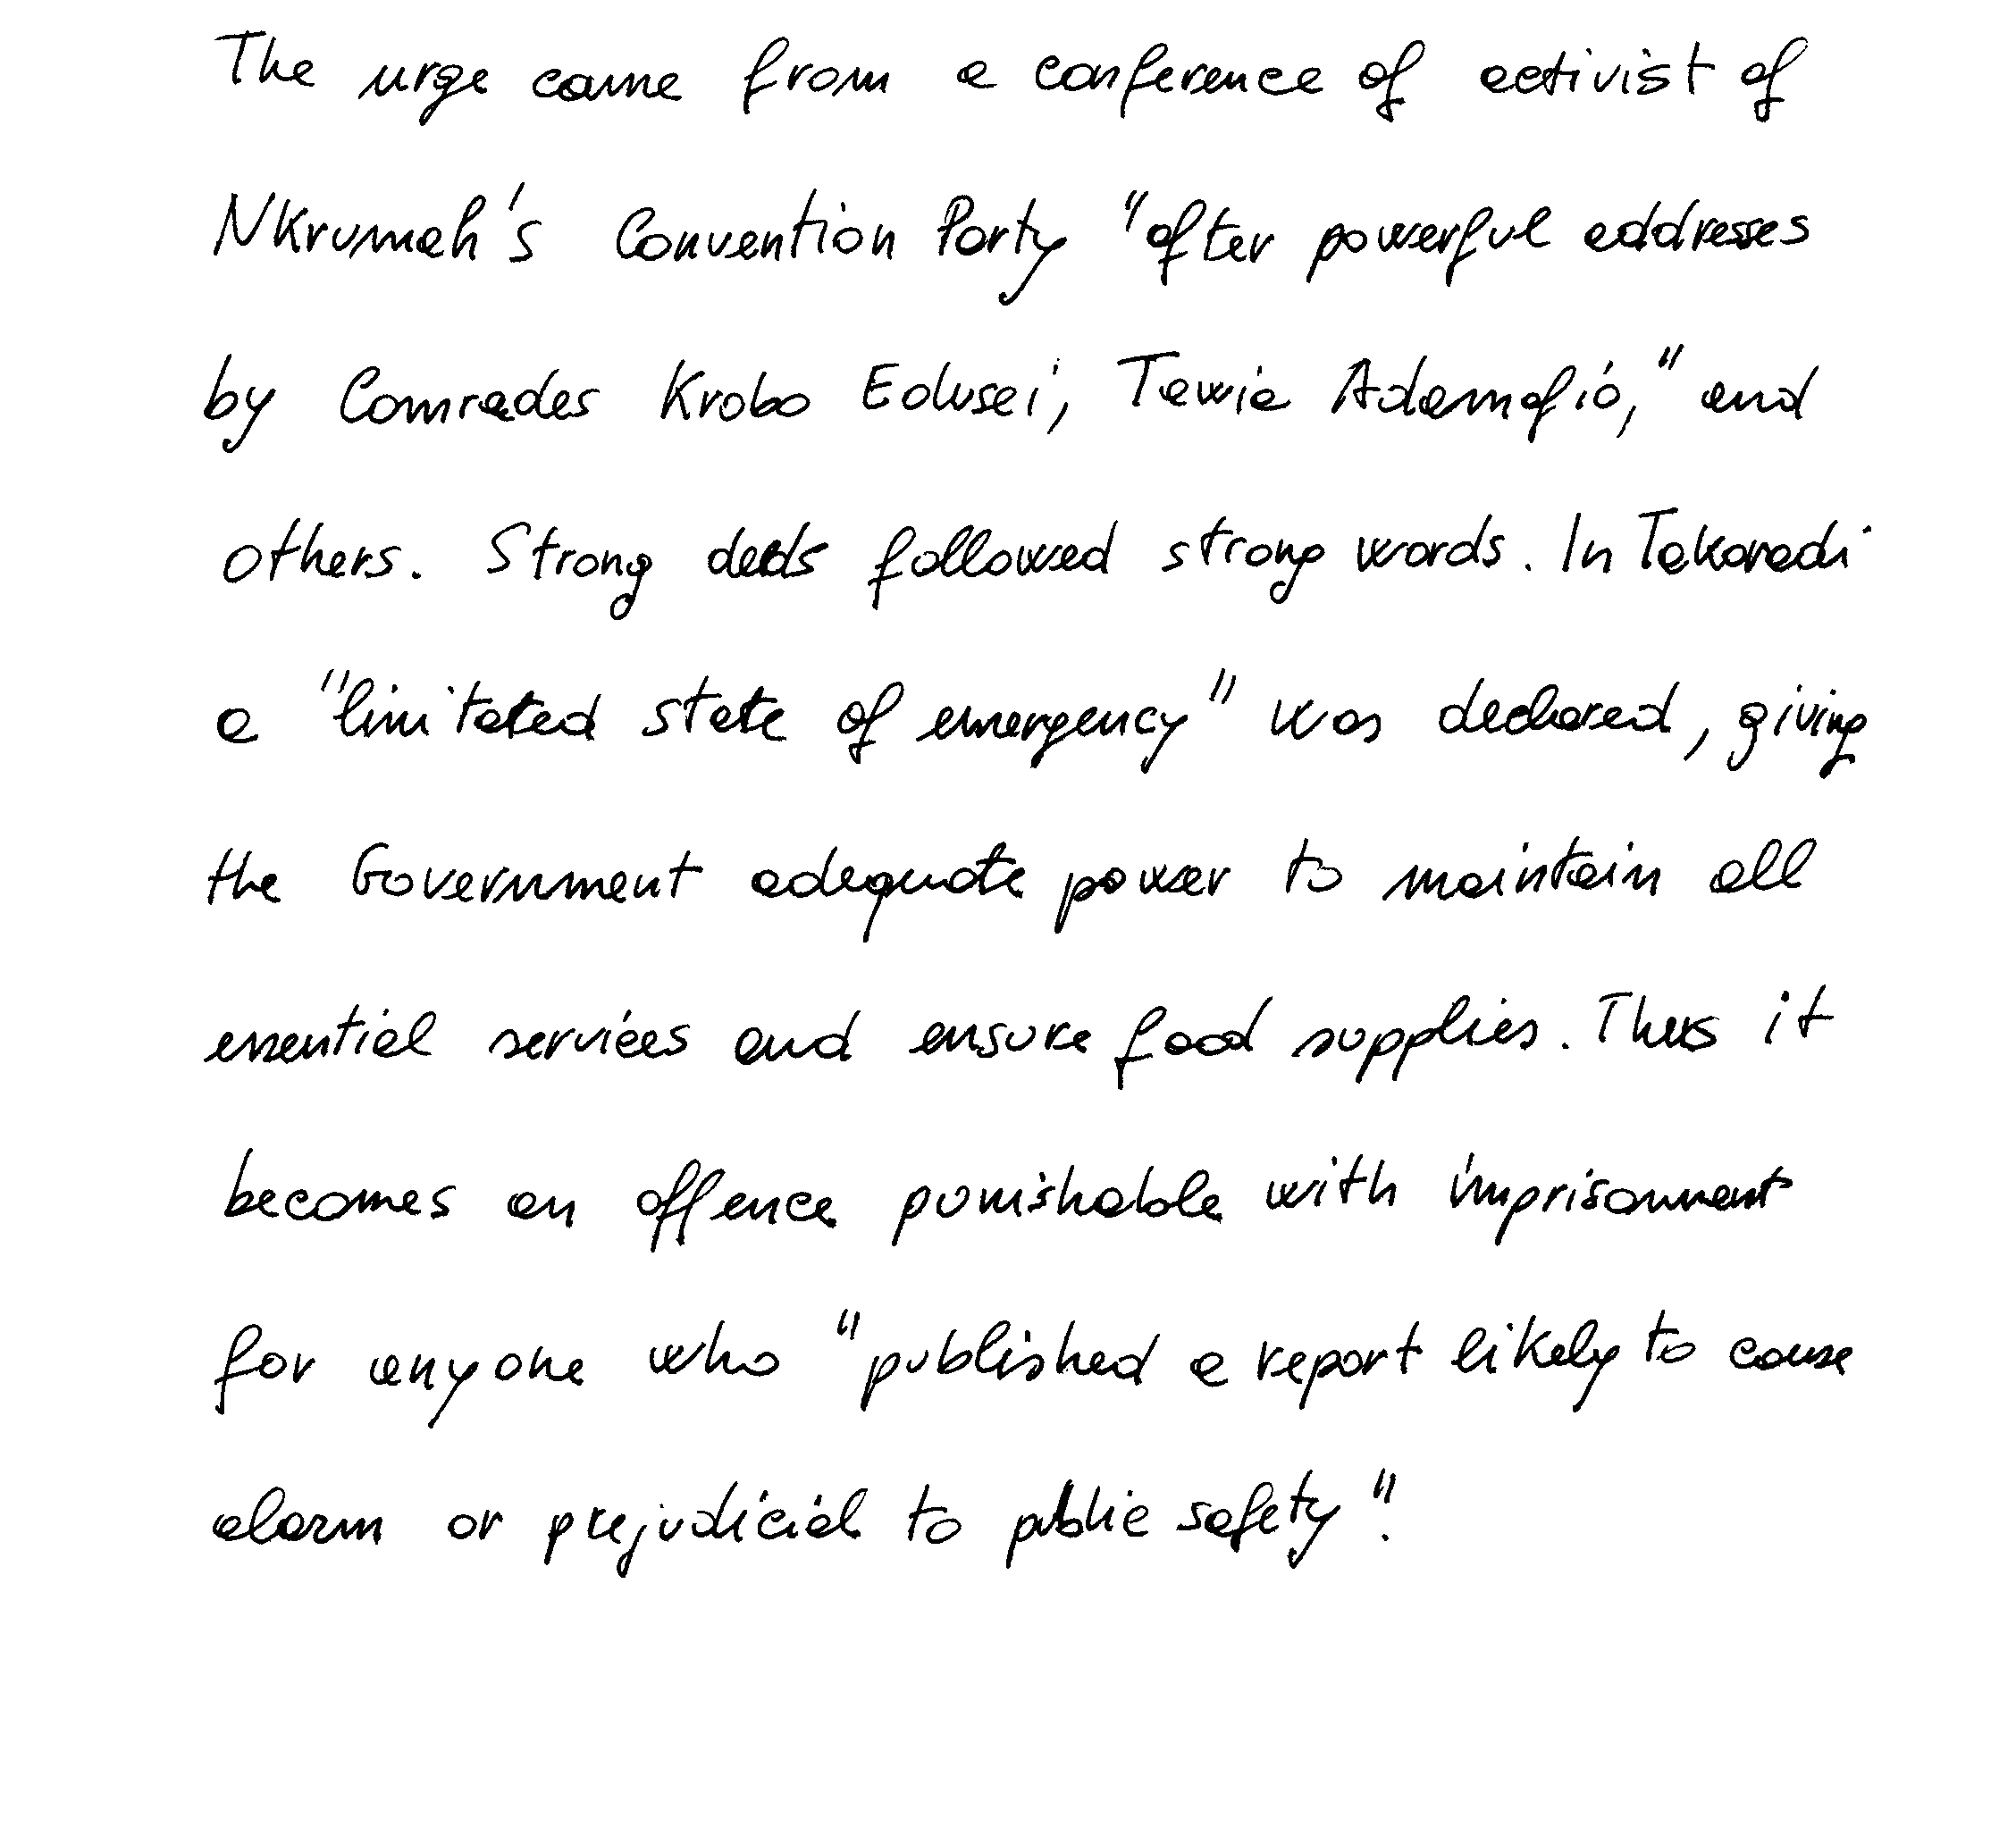 The urge came from a conference of activist of
Nkrumah's Convention Party "after powerful addresses
by Comrades Krobo Edusei, Tawia Adamafio," and
others. Strong deeds followed strong words. In Takoradi
a "limitated state of emergency" was declared, giving
the Government adequate power to maintain all
essential services and ensure food supplies. Thus it
becomes an offence punishable with imprisonment
for anyone who "published a report likely to cause
alarm or prejudicial to public safety".